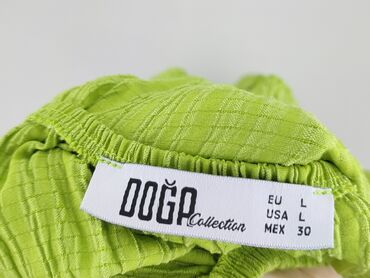 DOĞA
Collection
EU L
USA L
MEX 30